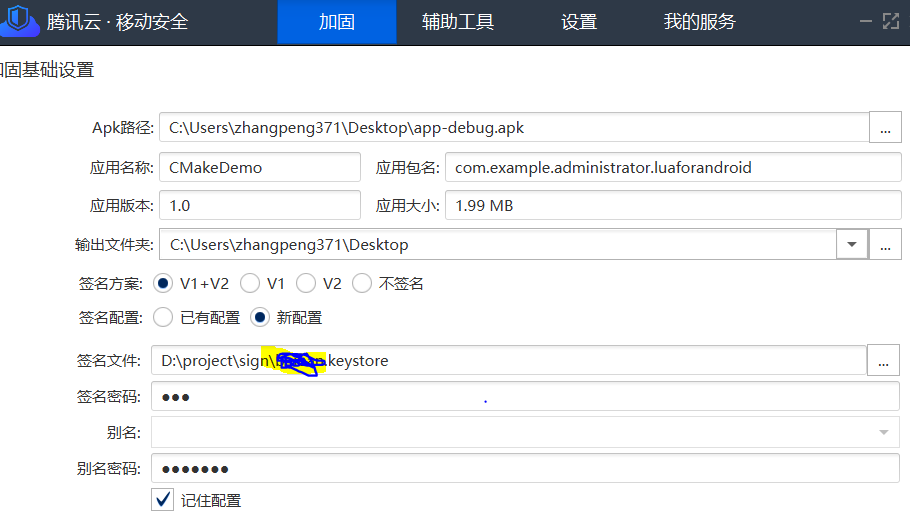 腾讯云 · 移动安全 加固 辅助工具 设置 我的服务
加固基础设置
Apk路径: C:\Users\zhangpeng371\Desktop\app-debug.apk ...
应用名称: CMakeDemo 应用包名: com.example.administrator.luaforandroid
应用版本: 1.0 应用大小: 1.99 MB
输出文件夹: C:\Users\zhangpeng371\Desktop ...
签名方案: V1+V2 V1 V2 不签名
签名配置: 已有配置 新配置
签名文件: D:\project\sign\ .keystore ...
签名密码: ●●●
别名:
别名密码: ●●●●●●●
记住配置